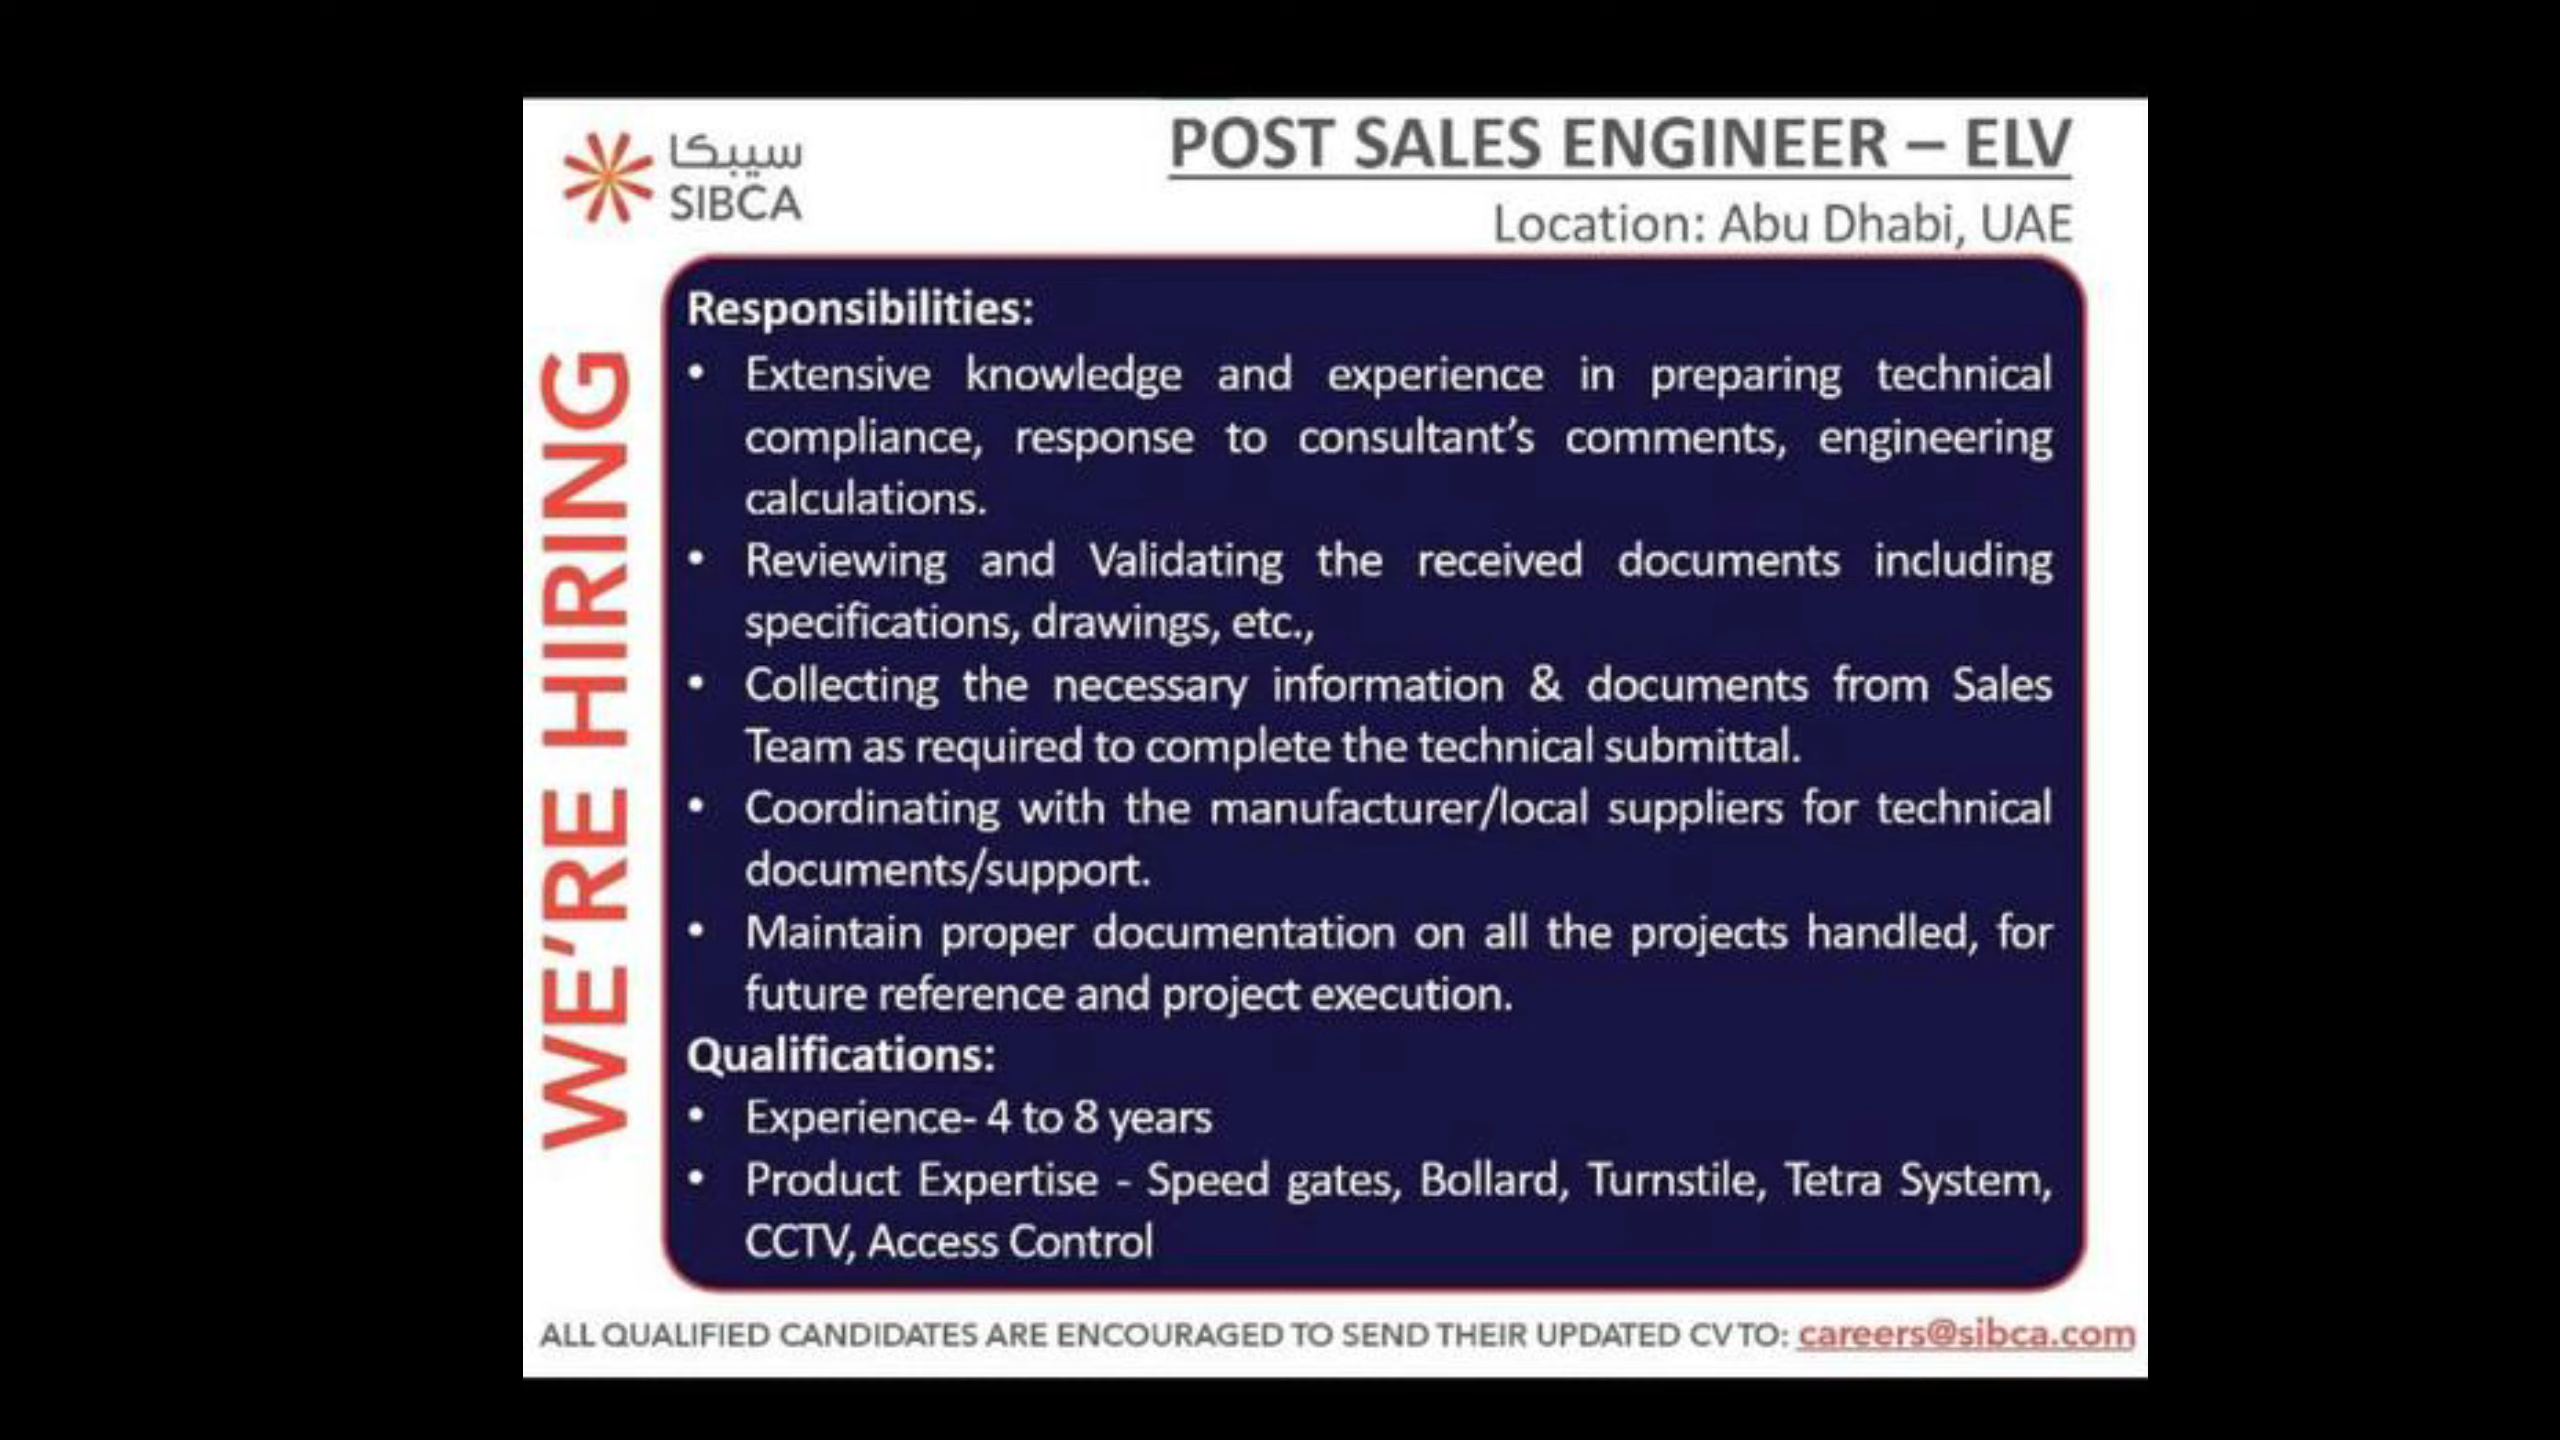 سيبكا
SIBCA
POST SALES ENGINEER – ELV
Location: Abu Dhabi, UAE
WE'RE HIRING
Responsibilities:
• Extensive knowledge and experience in preparing technical
compliance, response to consultant's comments, engineering
calculations.
• Reviewing and Validating the received documents including
specifications, drawings, etc.,
• Collecting the necessary information & documents from Sales
Team as required to complete the technical submittal.
• Coordinating with the manufacturer/local suppliers for technical
documents/support.
• Maintain proper documentation on all the projects handled, for
future reference and project execution.
Qualifications:
• Experience- 4 to 8 years
• Product Expertise - Speed gates, Bollard, Turnstile, Tetra System,
CCTV, Access Control
ALL QUALIFIED CANDIDATES ARE ENCOURAGED TO SEND THEIR UPDATED CV TO: careers@sibca.com